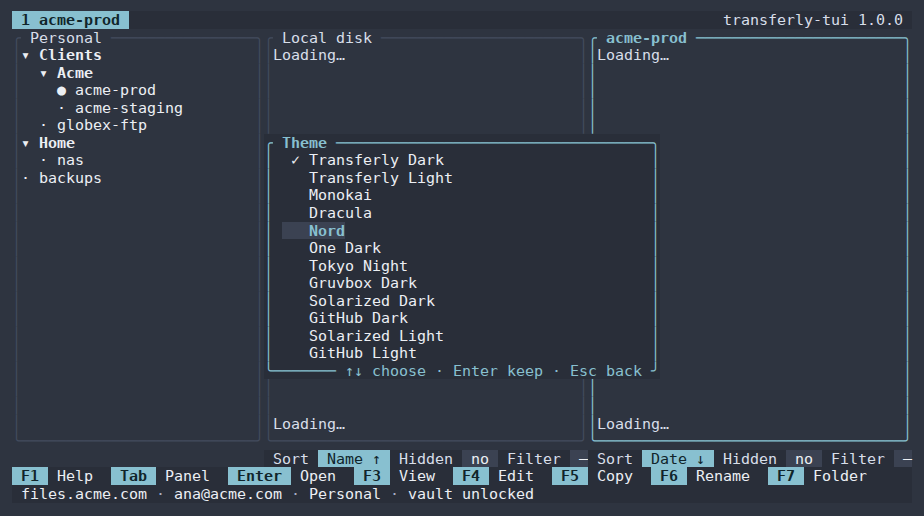 1 acme-prod transferly-tui 1.0.0
Personal Local disk acme-prod
▾ Clients Loading… Loading…
▾ Acme
● acme-prod
· acme-staging
· globex-ftp
▾ Home
· nas
· backups
Theme
✓ Transferly Dark
Transferly Light
Monokai
Dracula
Nord
One Dark
Tokyo Night
Gruvbox Dark
Solarized Dark
GitHub Dark
Solarized Light
GitHub Light
↑↓ choose · Enter keep · Esc back
Loading… Loading…
Sort Name ↑ Hidden no Filter — Sort Date ↓ Hidden no Filter —
F1 Help Tab Panel Enter Open F3 View F4 Edit F5 Copy F6 Rename F7 Folder
files.acme.com · ana@acme.com · Personal · vault unlocked